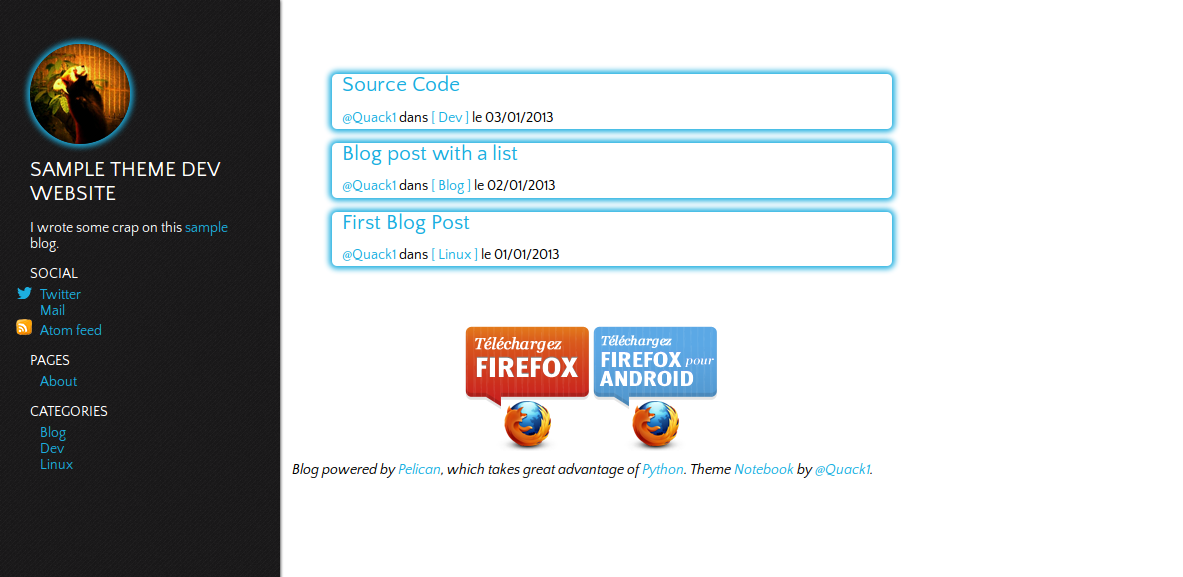 SAMPLE THEME DEV
WEBSITE
I wrote some crap on this sample
blog.
SOCIAL
Twitter
Mail
Atom feed
PAGES
About
CATEGORIES
Blog
Dev
Linux
Source Code
@Quack1 dans [ Dev ] le 03/01/2013
Blog post with a list
@Quack1 dans [ Blog ] le 02/01/2013
First Blog Post
@Quack1 dans [ Linux ] le 01/01/2013
Téléchargez
FIREFOX
Téléchargez
FIREFOX pour
ANDROID
Blog powered by Pelican, which takes great advantage of Python. Theme Notebook by @Quack1.